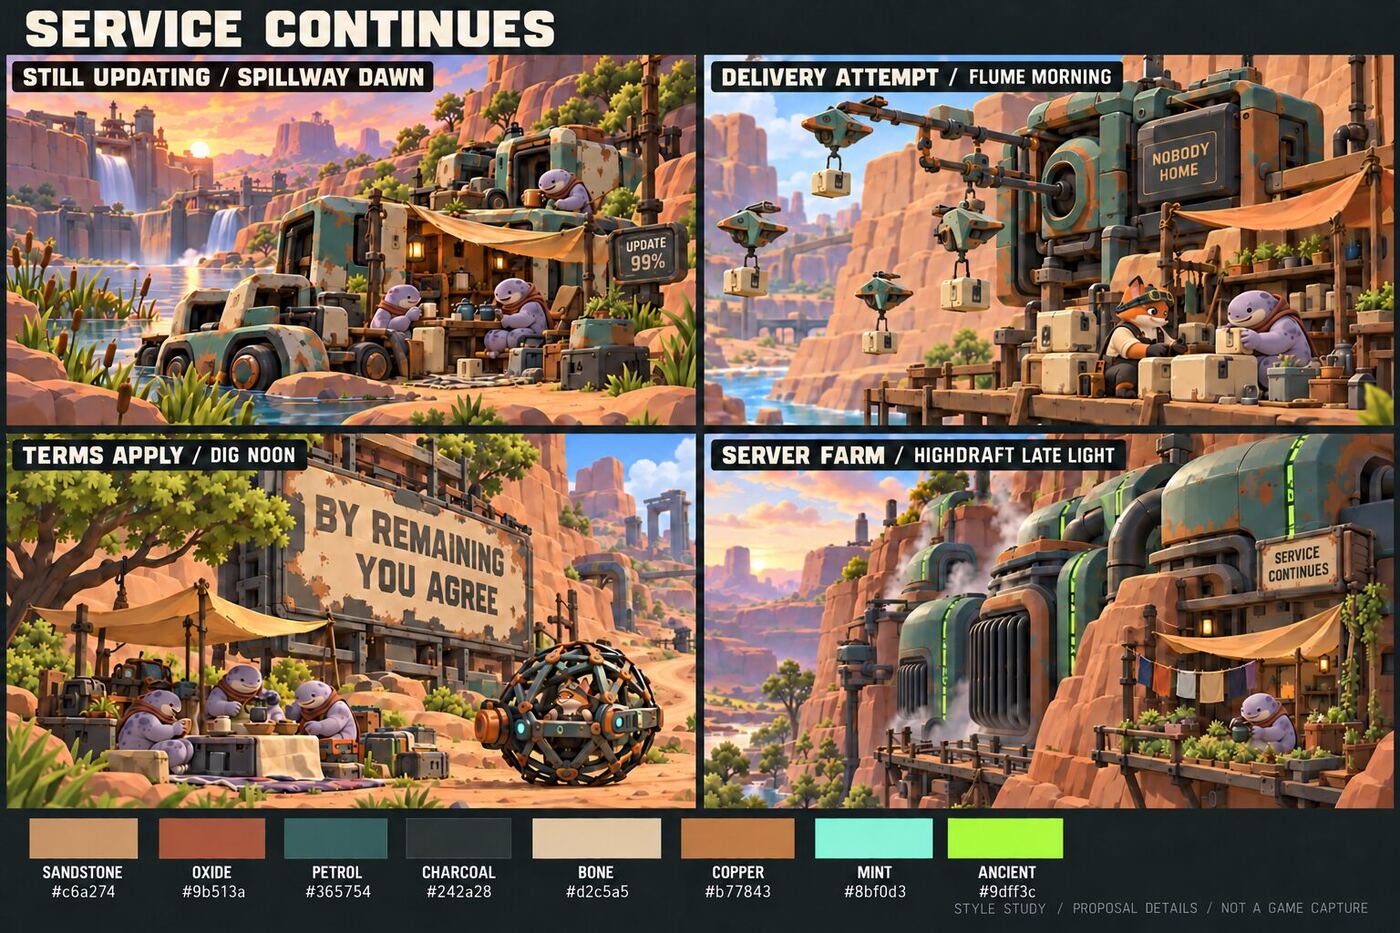 SERVICE CONTINUES
STILL UPDATING / SPILLWAY DAWN
UPDATE
99%
DELIVERY ATTEMPT / FLUME MORNING
NOBODY
HOME
TERMS APPLY / DIG NOON
BY REMAINING
YOU AGREE
SERVER FARM / HIGHDRAFT LATE LIGHT
SERVICE
CONTINUES
SANDSTONE
#c6a274
OXIDE
#9b513a
PETROL
#365754
CHARCOAL
#242a28
BONE
#d2c5a5
COPPER
#b77843
MINT
#8bf0d3
ANCIENT
#9dff3c
STYLE STUDY / PROPOSAL DETAILS / NOT A GAME CAPTURE